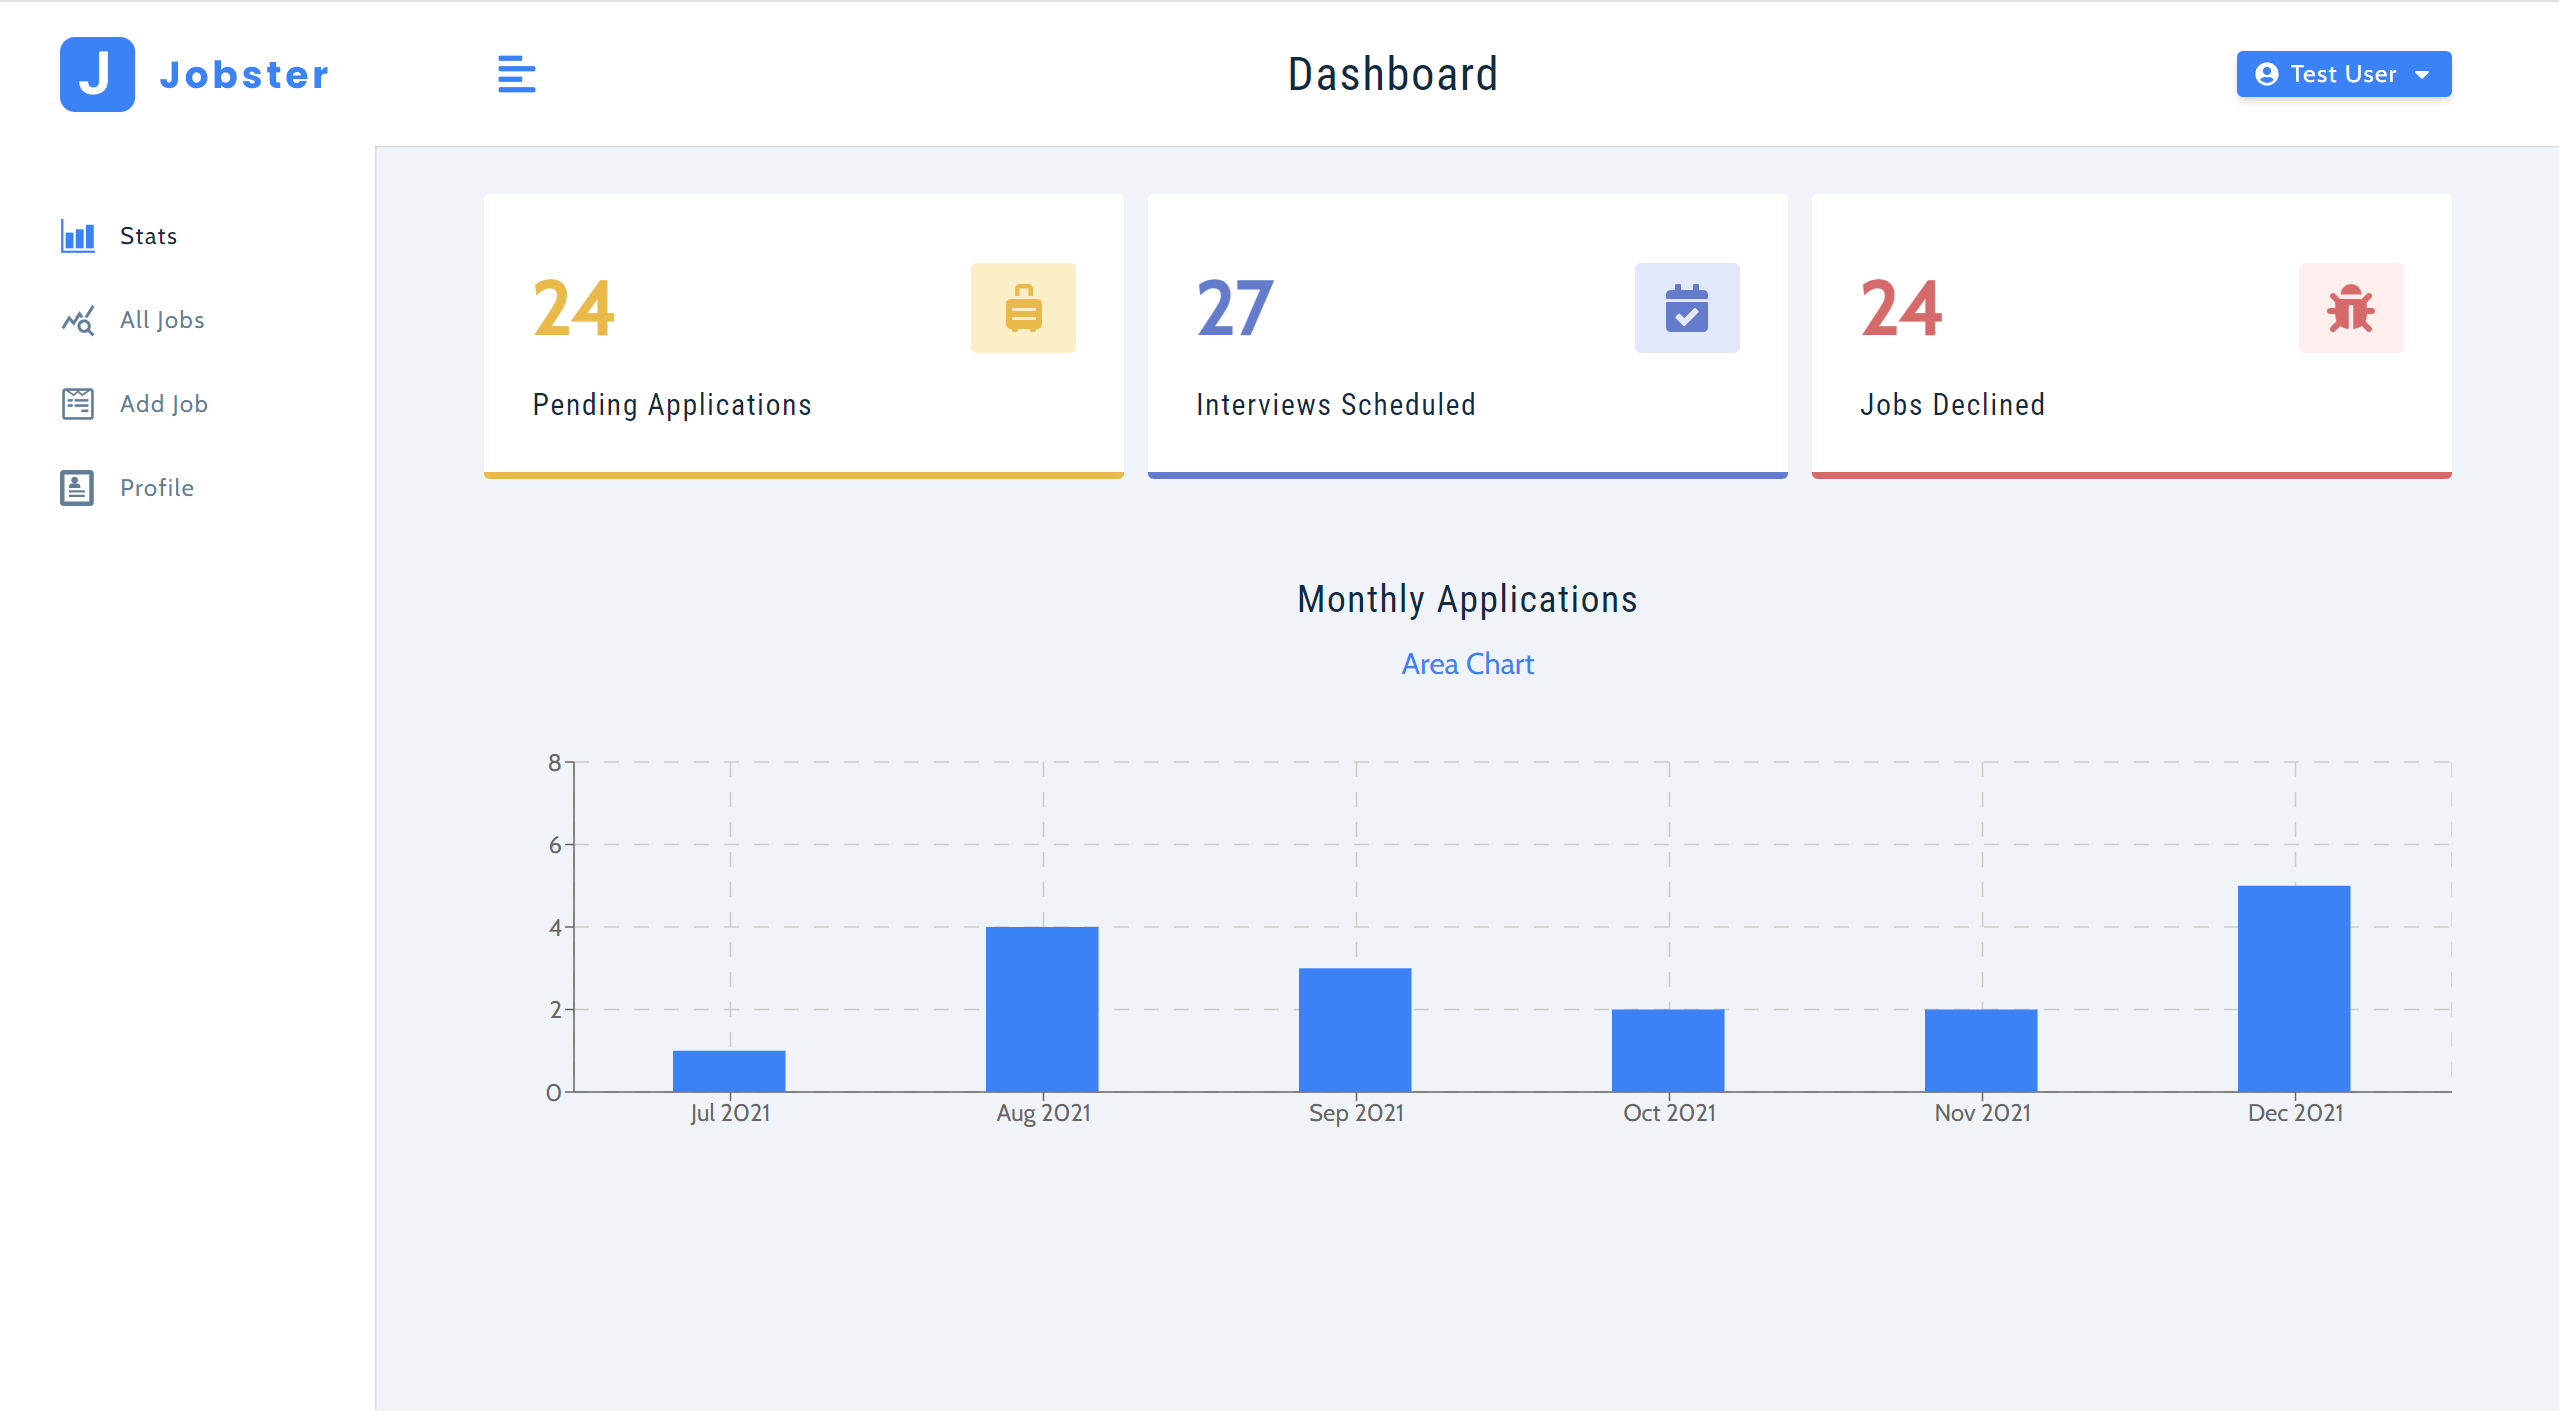 J Jobster
Dashboard
Test User
Stats
All Jobs
Add Job
Profile
24
Pending Applications
27
Interviews Scheduled
24
Jobs Declined
Monthly Applications
Area Chart
8
6
4
2
0
Jul 2021 Aug 2021 Sep 2021 Oct 2021 Nov 2021 Dec 2021